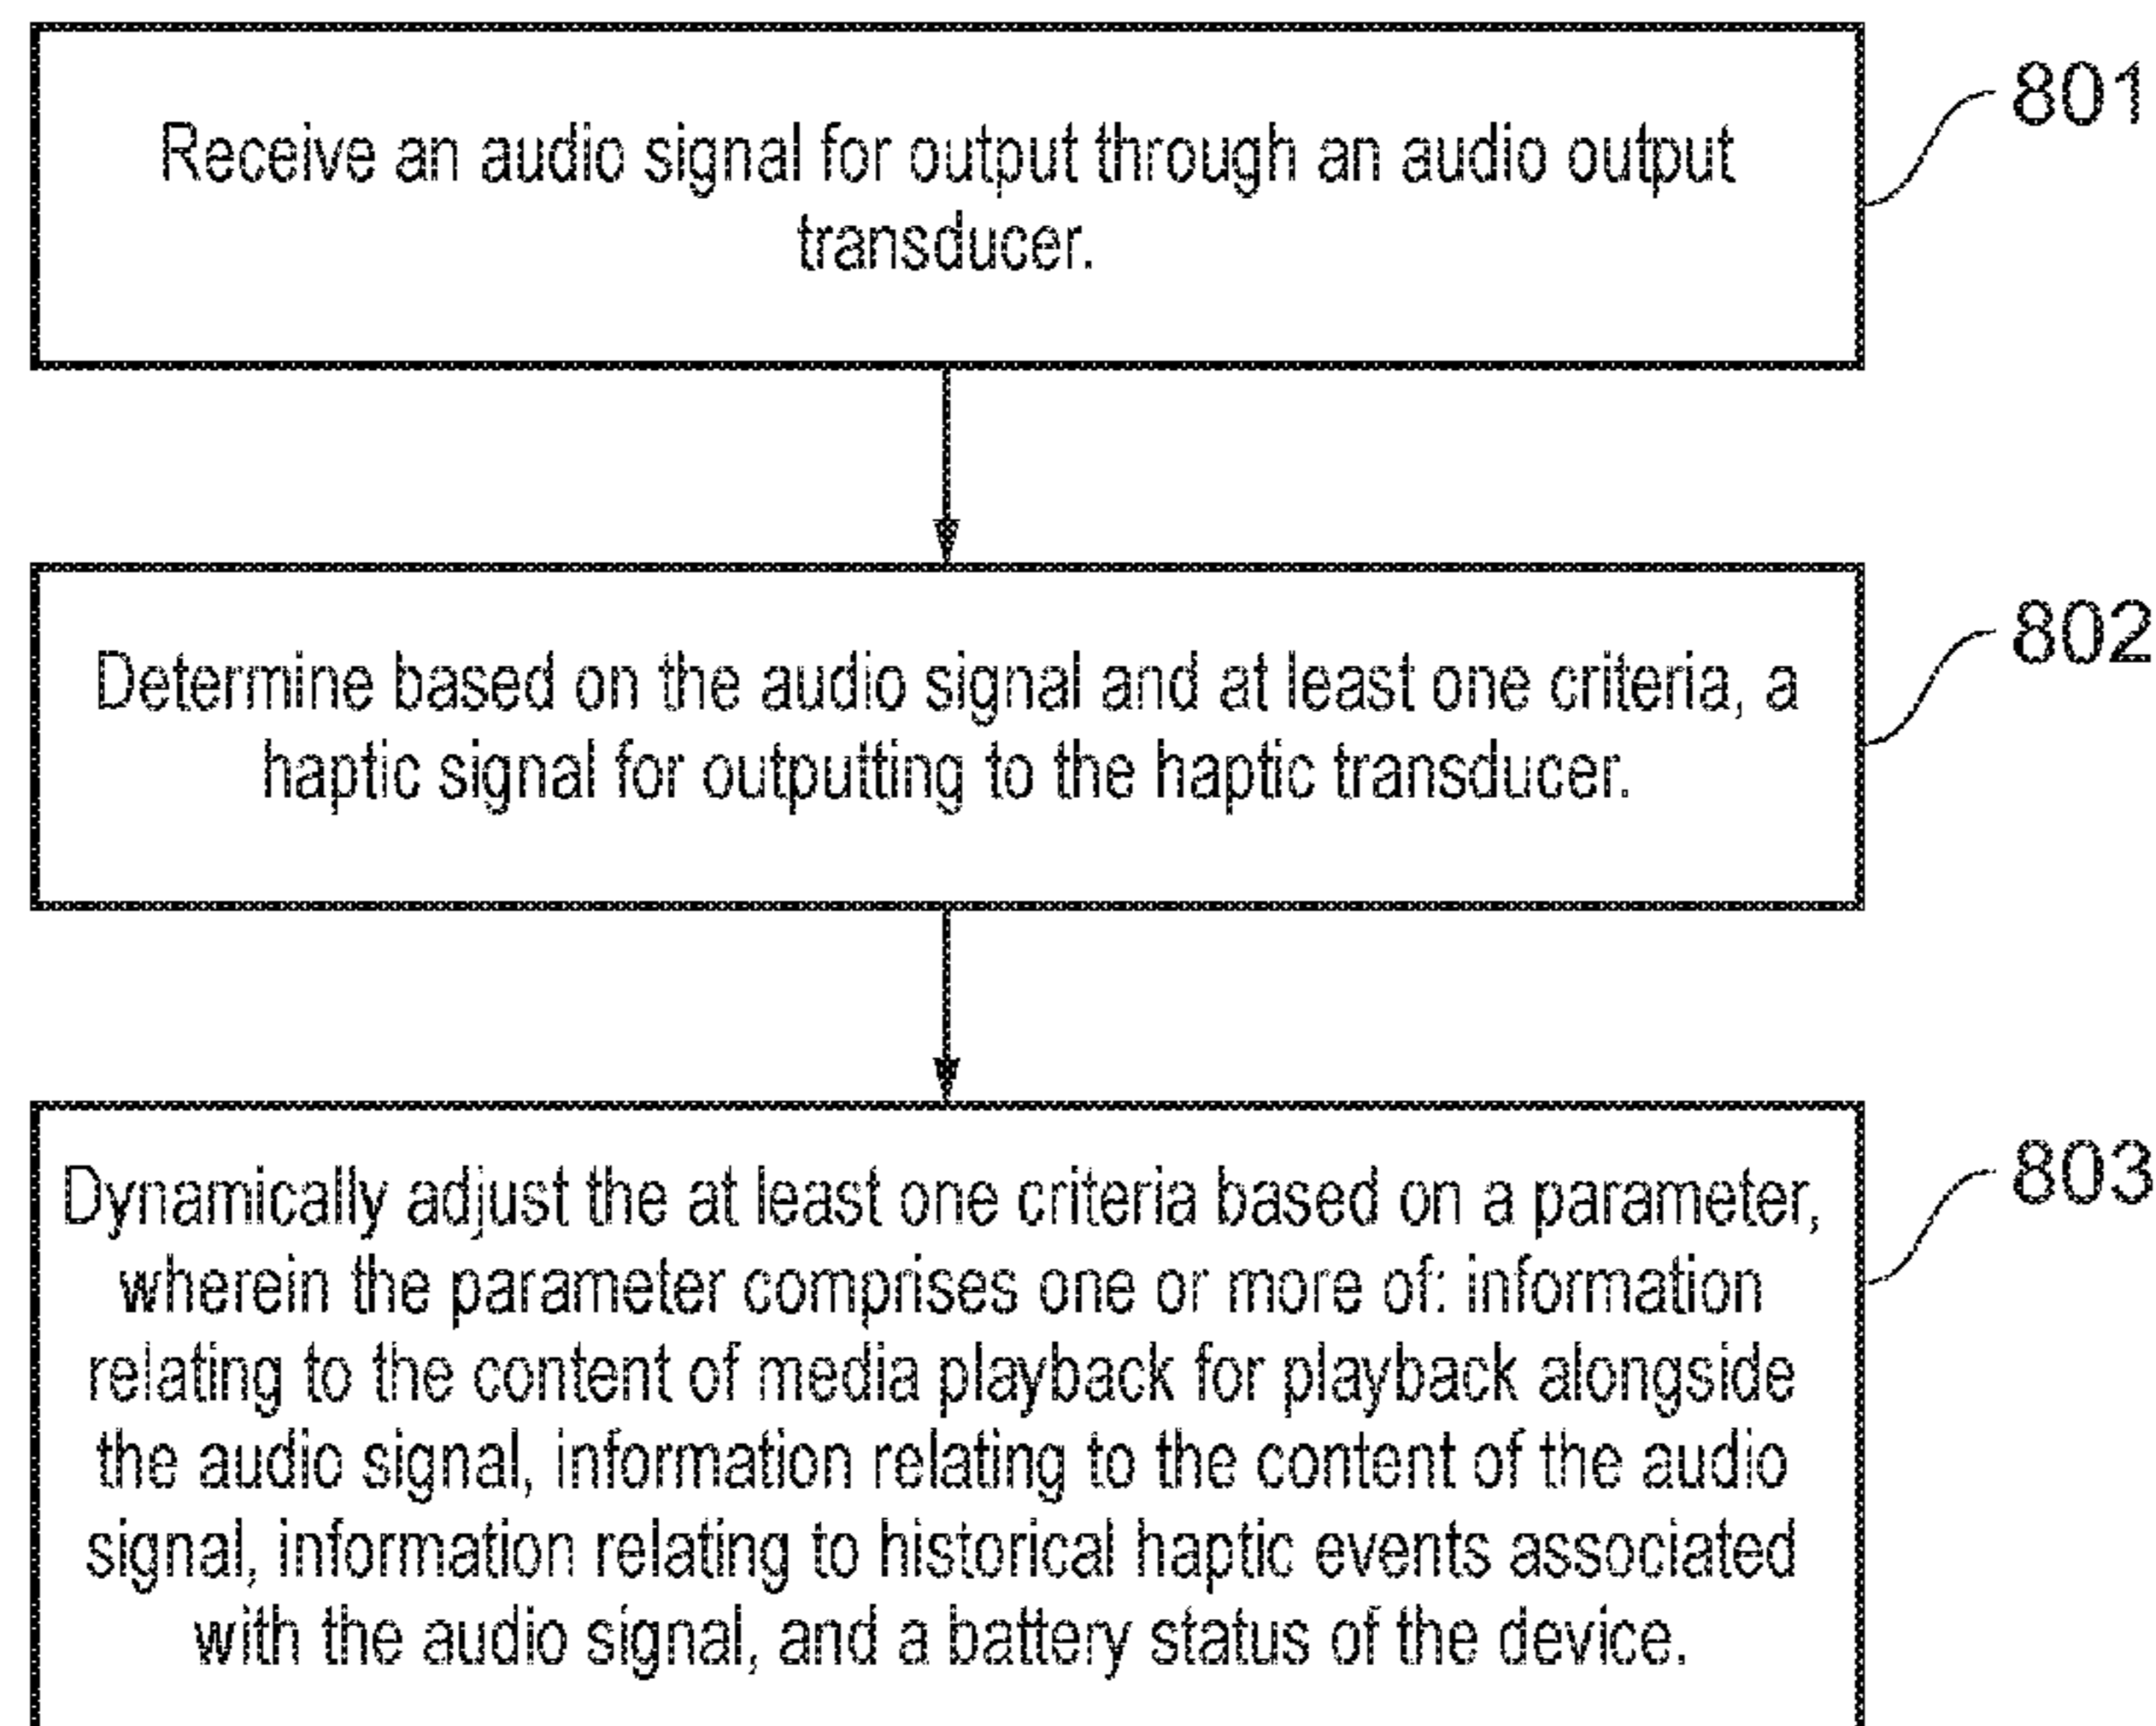 Receive an audio signal for output through an audio output
transducer.
801
Determine based on the audio signal and at least one criteria, a
haptic signal for outputting to the haptic transducer.
802
Dynamically adjust the at least one criteria based on a parameter,
wherein the parameter comprises one or more of: information
relating to the content of media playback for playback alongside
the audio signal, information relating to the content of the audio
signal, information relating to historical haptic events associated
with the audio signal, and a battery status of the device.
803